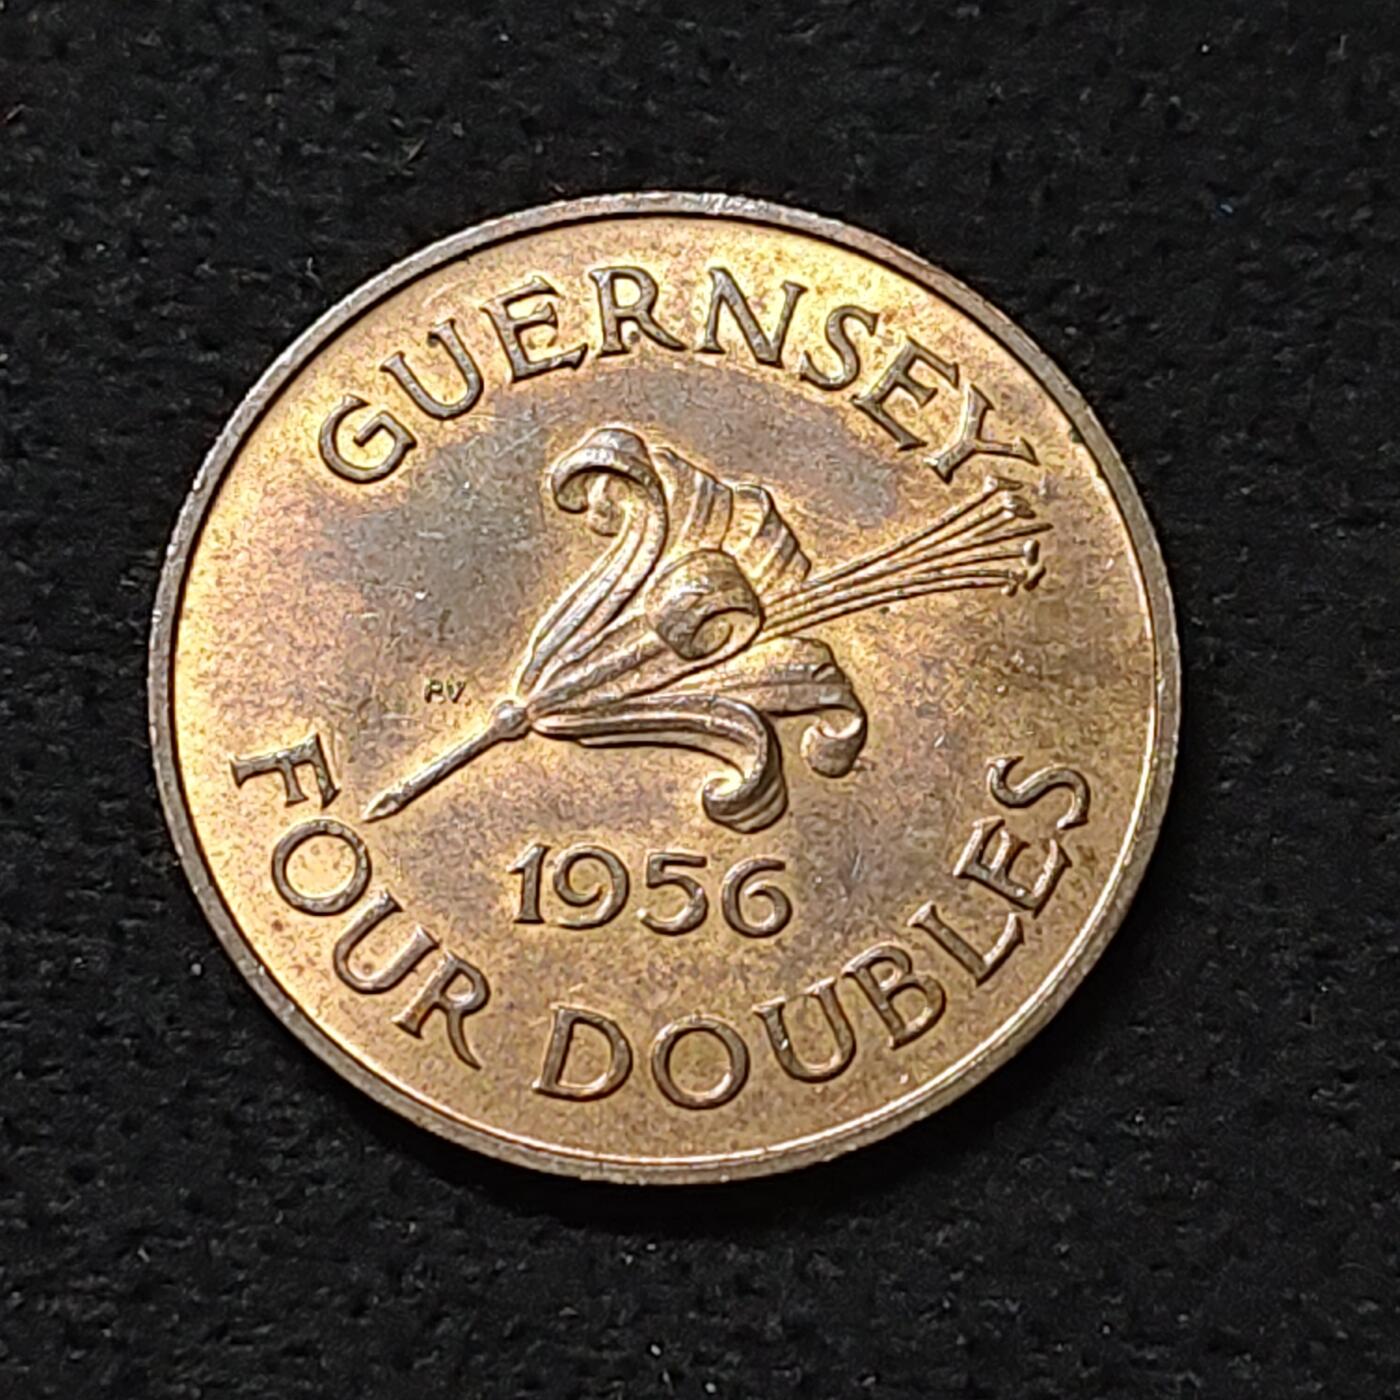 GUERNSEY
P.V.
1956
FOUR DOUBLES